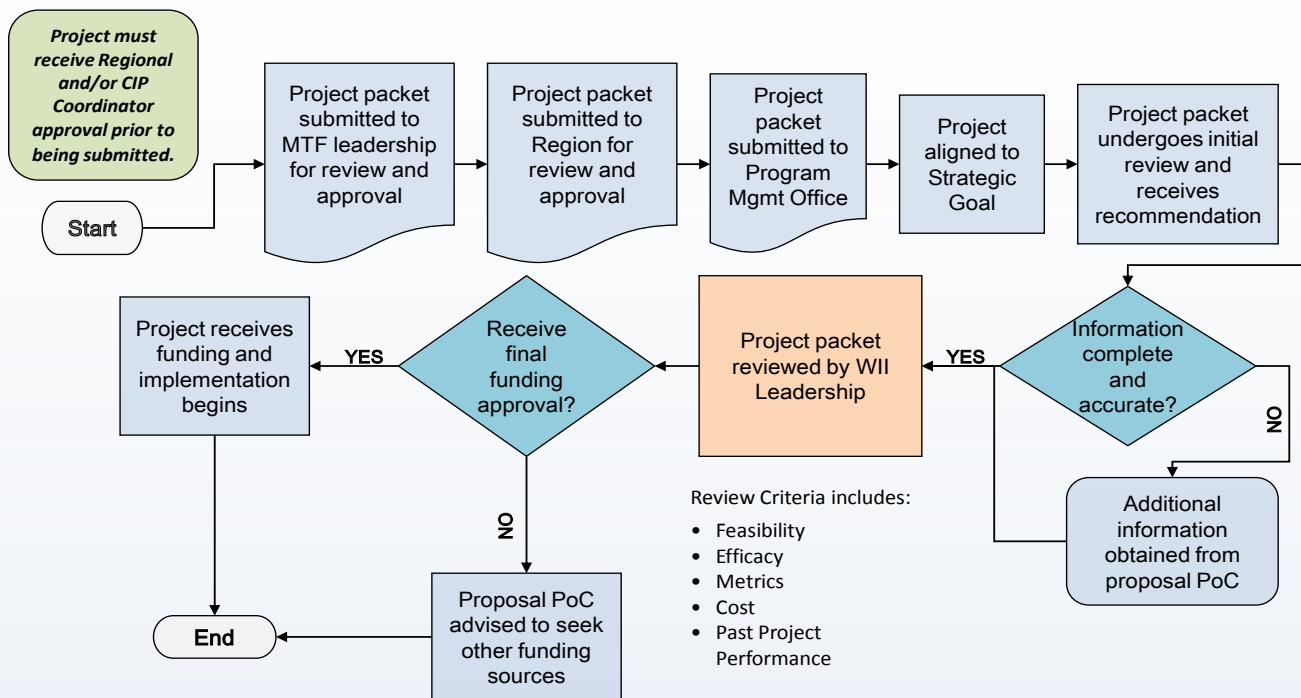 Project must
receive Regional
and/or CIP
Coordinator
approval prior to
being submitted.
Start
Project packet
submitted to
MTF leadership
for review and
approval
Project packet
submitted to
Region for
review and
approval
Project
packet
submitted to
Program
Mgmt Office
Project
aligned to
Strategic
Goal
Project packet
undergoes initial
review and
receives
recommendation
Information
complete
and
accurate?
YES
NO
Additional
information
obtained from
proposal PoC
Project packet
reviewed by WII
Leadership
Review Criteria includes:
• Feasibility
• Efficacy
• Metrics
• Cost
• Past Project
Performance
Receive
final
funding
approval?
YES
NO
Project receives
funding and
implementation
begins
Proposal PoC
advised to seek
other funding
sources
End